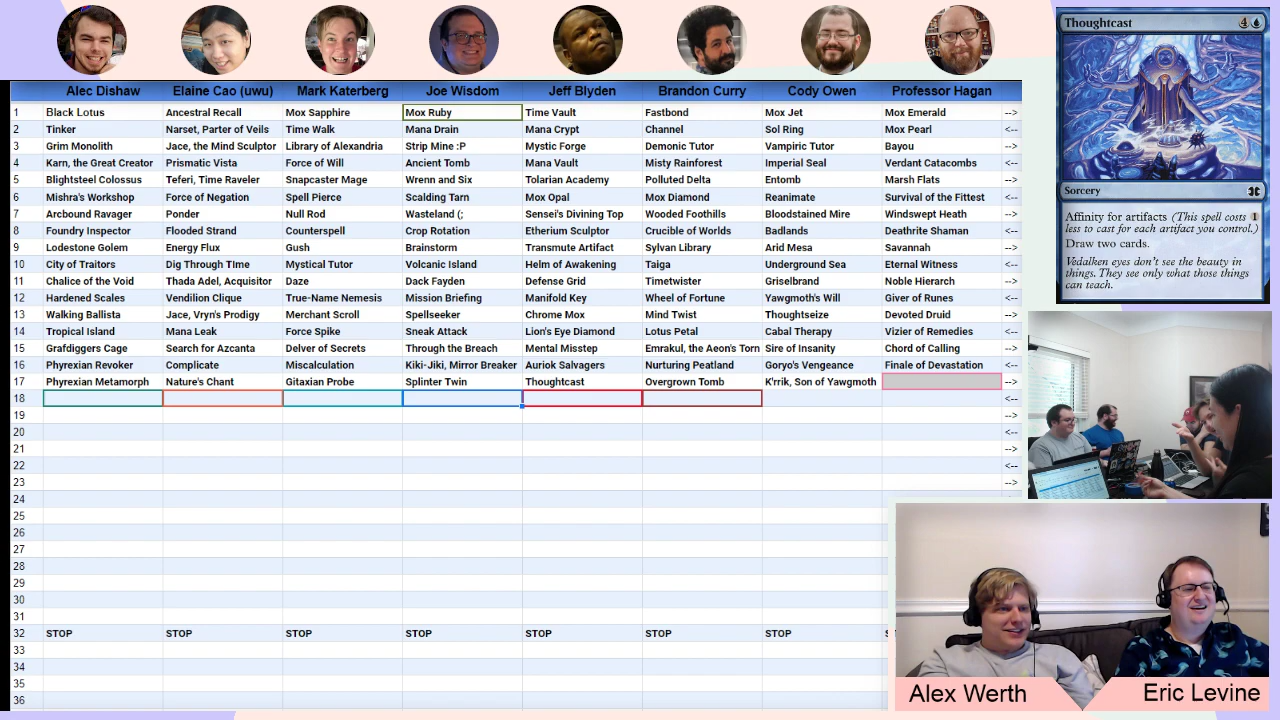 Alec Dishaw Elaine Cao (uwu) Mark Katerberg Joe Wisdom Jeff Blyden Brandon Curry Cody Owen Professor Hagan
1 Black Lotus Ancestral Recall Mox Sapphire Mox Ruby Time Vault Fastbond Mox Jet Mox Emerald -->
2 Tinker Narset, Parter of Veils Time Walk Mana Drain Mana Crypt Channel Sol Ring Mox Pearl <--
3 Grim Monolith Jace, the Mind Sculptor Library of Alexandria Strip Mine :P Mystic Forge Demonic Tutor Vampiric Tutor Bayou -->
4 Karn, the Great Creator Prismatic Vista Force of Will Ancient Tomb Mana Vault Misty Rainforest Imperial Seal Verdant Catacombs <--
5 Blightsteel Colossus Teferi, Time Raveler Snapcaster Mage Wrenn and Six Tolarian Academy Polluted Delta Entomb Marsh Flats -->
6 Mishra's Workshop Force of Negation Spell Pierce Scalding Tarn Mox Opal Mox Diamond Reanimate Survival of the Fittest <--
7 Arcbound Ravager Ponder Null Rod Wasteland (; Sensei's Divining Top Wooded Foothills Bloodstained Mire Windswept Heath -->
8 Foundry Inspector Flooded Strand Counterspell Crop Rotation Etherium Sculptor Crucible of Worlds Badlands Deathrite Shaman <--
9 Lodestone Golem Energy Flux Gush Brainstorm Transmute Artifact Sylvan Library Arid Mesa Savannah -->
10 City of Traitors Dig Through TIme Mystical Tutor Volcanic Island Helm of Awakening Taiga Underground Sea Eternal Witness <--
11 Chalice of the Void Thada Adel, Acquisitor Daze Dack Fayden Defense Grid Timetwister Griselbrand Noble Hierarch -->
12 Hardened Scales Vendilion Clique True-Name Nemesis Mission Briefing Manifold Key Wheel of Fortune Yawgmoth's Will Giver of Runes <--
13 Walking Ballista Jace, Vryn's Prodigy Merchant Scroll Spellseeker Chrome Mox Mind Twist Thoughtseize Devoted Druid -->
14 Tropical Island Mana Leak Force Spike Sneak Attack Lion's Eye Diamond Lotus Petal Cabal Therapy Vizier of Remedies <--
15 Grafdiggers Cage Search for Azcanta Delver of Secrets Through the Breach Mental Misstep Emrakul, the Aeon's Torn Sire of Insanity Chord of Calling -->
16 Phyrexian Revoker Complicate Miscalculation Kiki-Jiki, Mirror Breaker Auriok Salvagers Nurturing Peatland Goryo's Vengeance Finale of Devastation <--
17 Phyrexian Metamorph Nature's Chant Gitaxian Probe Splinter Twin Thoughtcast Overgrown Tomb K'rrik, Son of Yawgmoth -->
18 <--
19 -->
20 <--
21 -->
22 <--
23 -->
24
25
26
27
28
29
30
31
32 STOP STOP STOP STOP STOP STOP STOP
33
34
35
36
Thoughtcast 4
Sorcery
Affinity for artifacts (This spell costs 1
less to cast for each artifact you control.)
Draw two cards.
Vedalken eyes don't see the beauty in
things. They see only what those things
can teach.
Alex Werth
Eric Levine